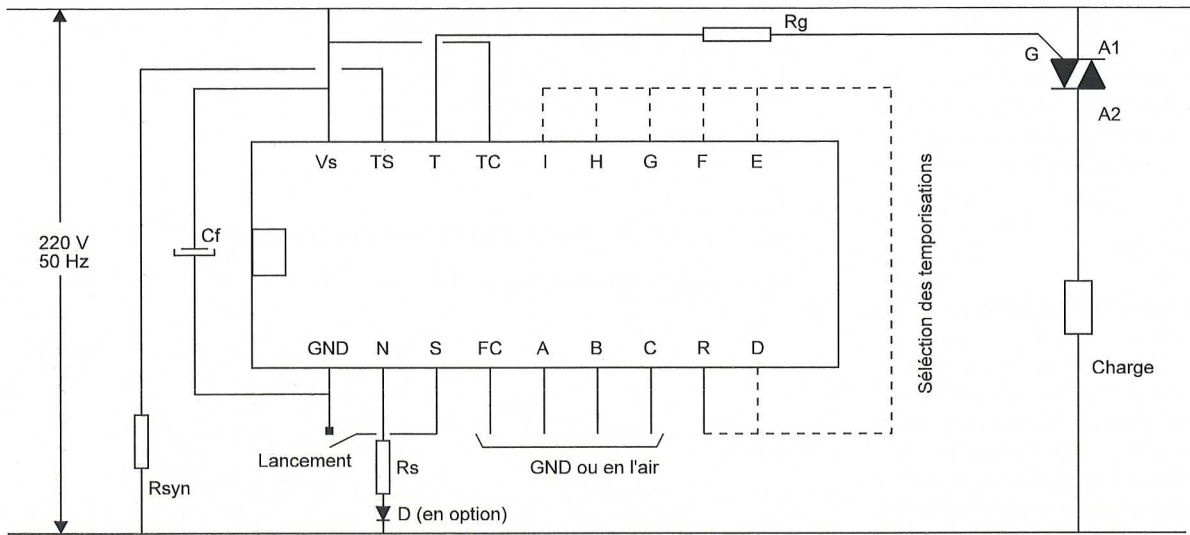 Rg
G
A1
A2
Vs TS T TC I H G F E
Séléction des temporisations
220 V
50 Hz
Cf
GND N S FC A B C R D
Charge
Lancement
Rs
GND ou en l'air
Rsyn
D (en option)